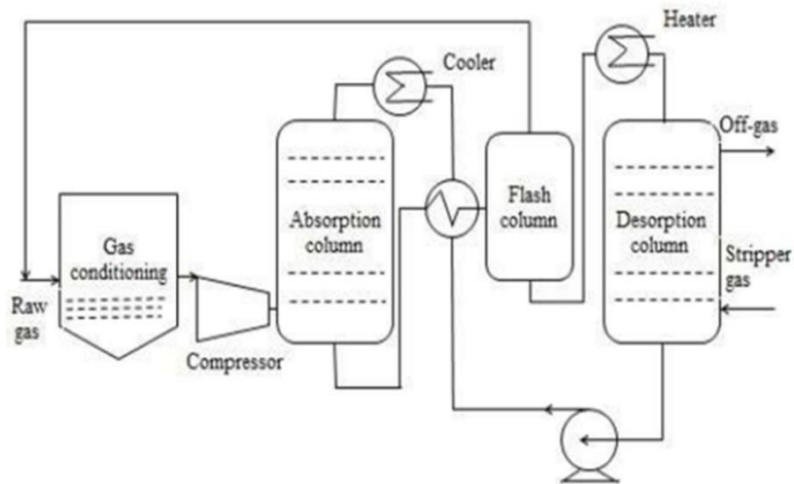 Heater
Cooler
Off-gas
Flash
column
Absorption
column
Desorption
column
Gas
conditioning
Stripper
gas
Raw
gas
Compressor